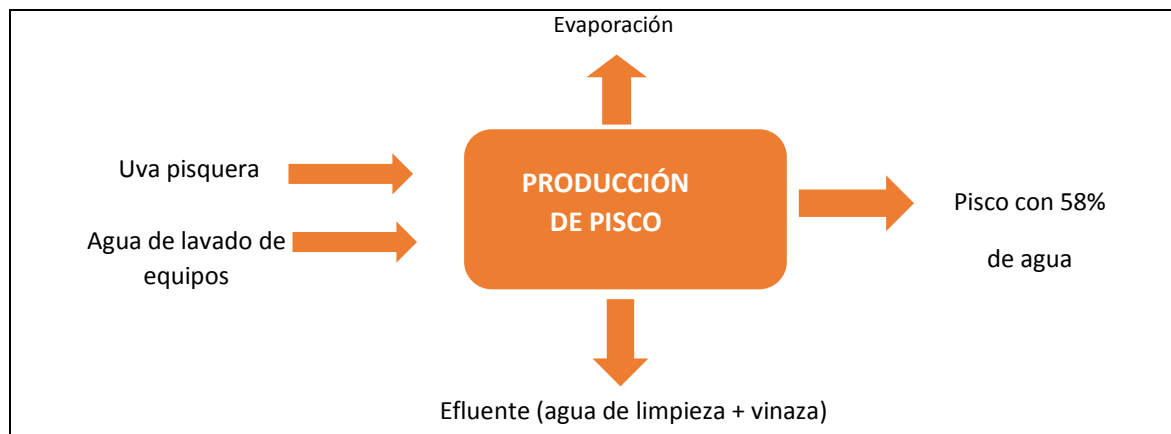 Evaporación
Uva pisquera
Agua de lavado de
equipos
PRODUCCIÓN
DE PISCO
Pisco con 58%
de agua
Efluente (agua de limpieza + vinaza)